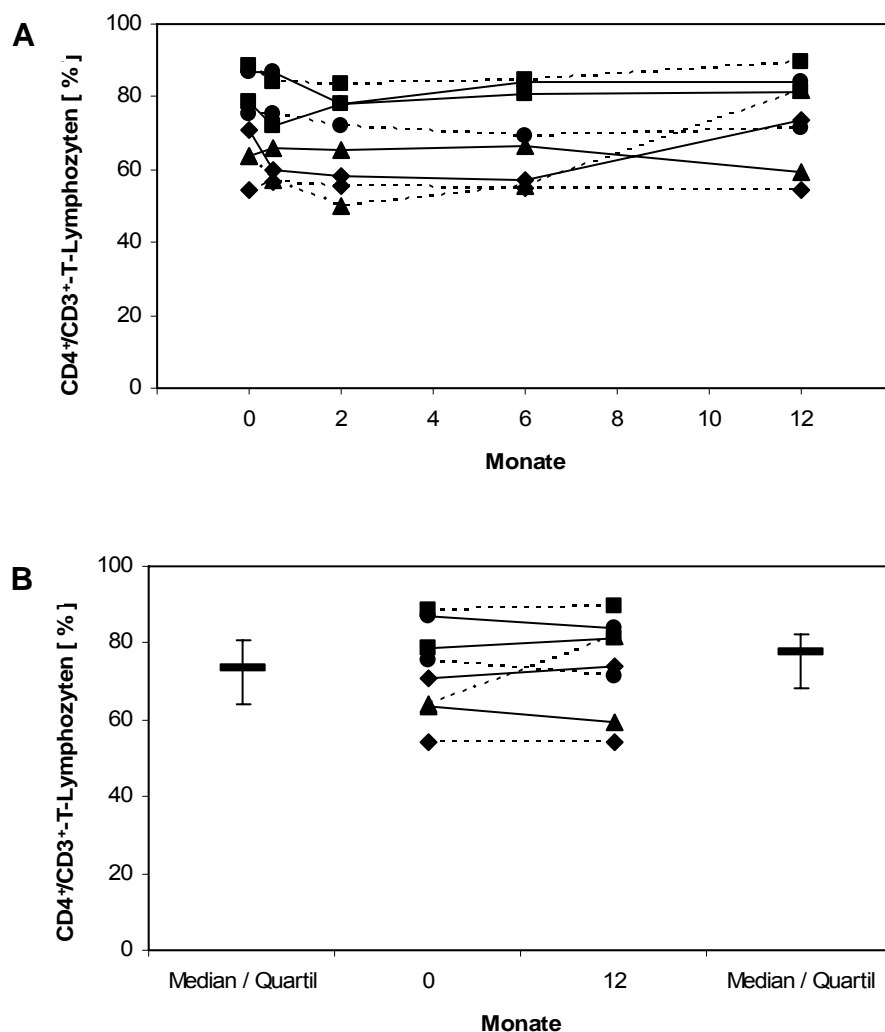 A
CD4⁺/CD3⁺-T-Lymphozyten [ % ]
100
80
60
40
20
0
0 2 4 6 8 10 12
Monate
B
CD4⁺/CD3⁺-T-Lymphozyten [ % ]
100
80
60
40
20
0
Median / Quartil 0 12 Median / Quartil
Monate